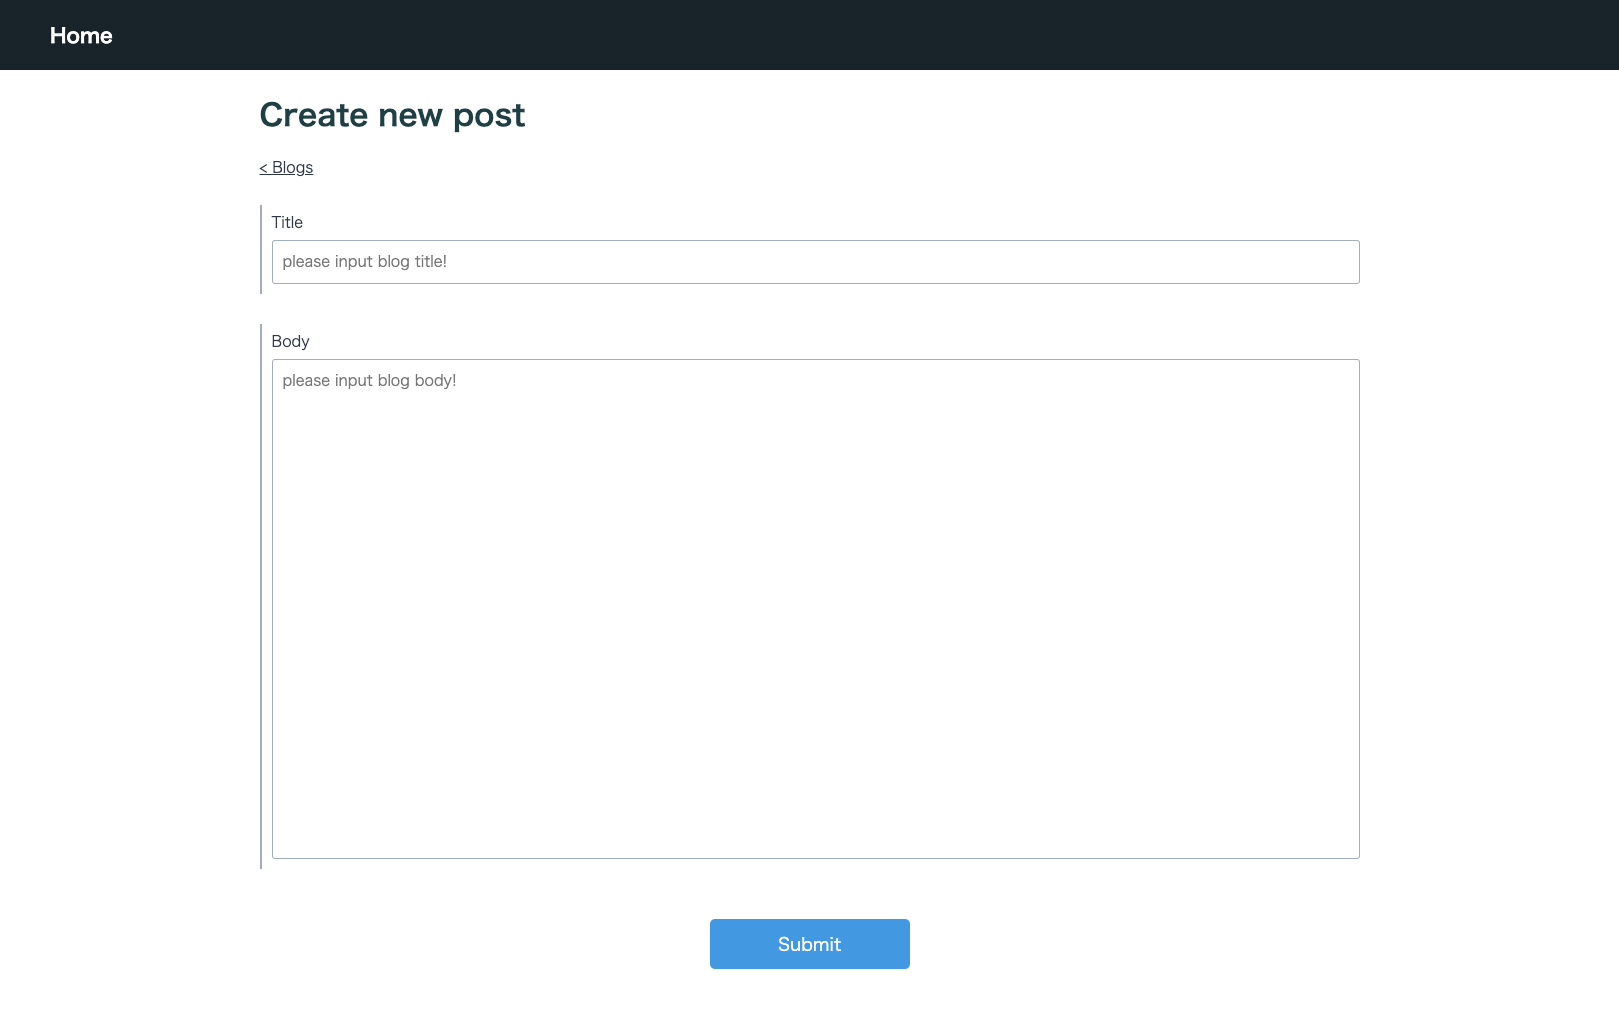 Home
Create new post
< Blogs
Title
please input blog title!
Body
please input blog body!
Submit